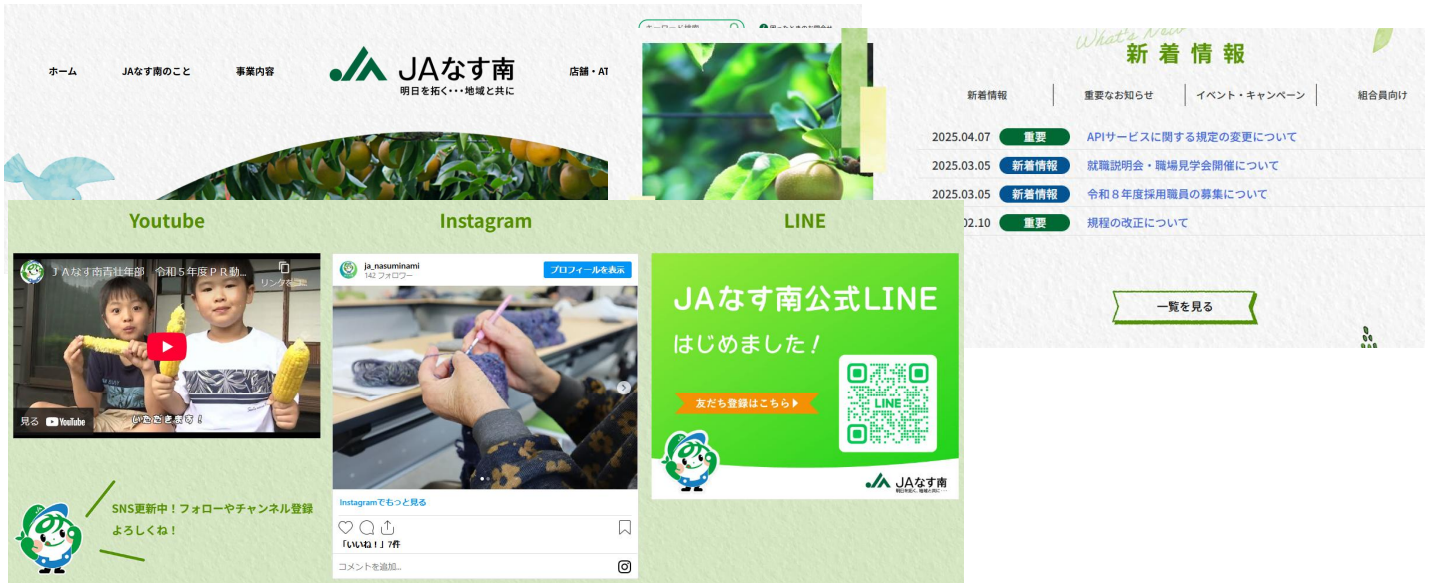 ホーム
JAなす南のこと
事業内容
JAなす南
明日を拓く・・・地域と共に
店舗・AT
What's New
新着情報
新着情報
重要なお知らせ
イベント・キャンペーン
組合員向け
2025.04.07 重要 APIサービスに関する規定の変更について
2025.03.05 新着情報 就職説明会・職場見学会開催について
2025.03.05 新着情報 令和８年度採用職員の募集について
02.10 重要 規程の改正について
一覧を見る
Youtube
Instagram
LINE
ＪＡなす南青壮年部　令和５年度ＰＲ動...
見る YouTube
いただきます！
SNS更新中！フォローやチャンネル登録
よろしくね！
ja_nasuminami
142 フォロワー
プロフィールを表示
Instagramでもっと見る
「いいね！」7件
コメントを追加...
JAなす南公式LINE
はじめました！
友だち登録はこちら
LINE
JAなす南